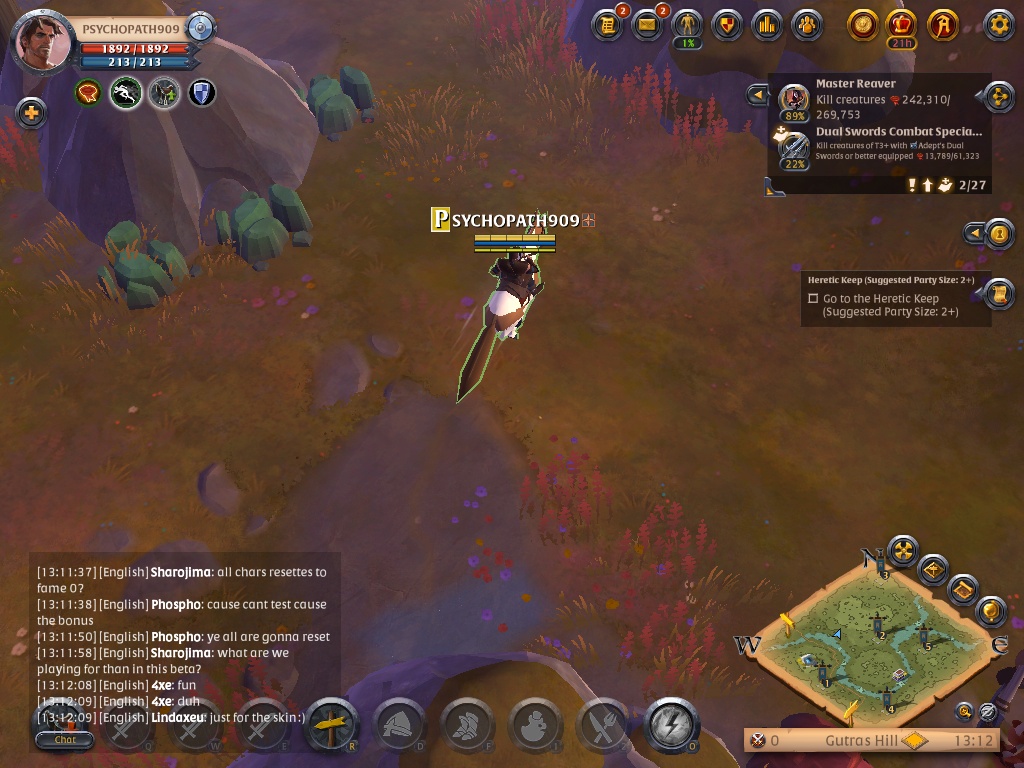 PSYCHOPATH909
1892 / 1892
213 / 213
2
2
1%
21h
Master Reaver
Kill creatures 242,310/
269,753
89%
Dual Swords Combat Specia...
Kill creatures of T3+ with Adept's Dual
Swords or better equipped 13,789/61,323
22%
2/27
PSYCHOPATH909
Heretic Keep (Suggested Party Size: 2+)
Go to the Heretic Keep
(Suggested Party Size: 2+)
[13:11:37] [English] Sharojima: all chars resettes to
fame 0?
[13:11:38] [English] Phospho: cause cant test cause
the bonus
[13:11:50] [English] Phospho: ye all are gonna reset
[13:11:58] [English] Sharojima: what are we
playing for than in this beta?
[13:12:08] [English] 4xe: fun
[13:12:09] [English] 4xe: duh
[13:12:09] [English] Lindaxeu: just for the skin:)
Chat
Q
W
E
R
D
F
O
N
W
E
3
2
5
1
4
0
Gutras Hill
13:12